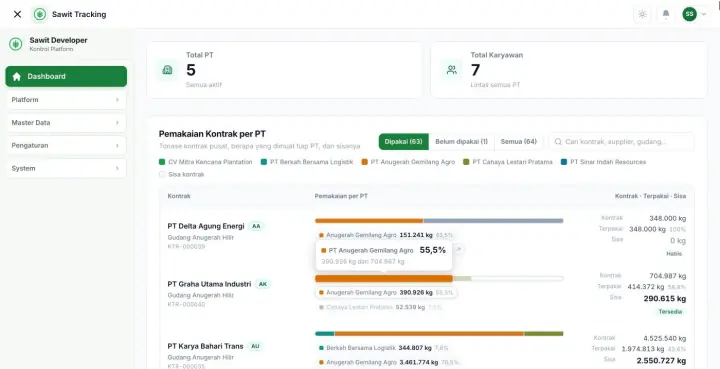 Sawit Tracking
SS
Sawit Developer
Kontrol Platform
Dashboard
Platform
Master Data
Pengaturan
System
Total PT
5
Semua aktif
Total Karyawan
7
Lintas semua PT
Pemakaian Kontrak per PT
Tonase kontrak pusat, berapa yang dimuat tiap PT, dan sisanya
Dipakai (63)
Belum dipakai (1)
Semua (64)
Cari kontrak, supplier, gudang...
CV Mitra Kencana Plantation
PT Berkah Bersama Logistik
PT Anugerah Gemilang Agro
PT Cahaya Lestari Pratama
PT Sinar Indah Resources
Sisa kontrak
Kontrak
Pemakaian per PT
Kontrak · Terpakai · Sisa
PT Delta Agung Energi AA
Gudang Anugerah Hilir
KTR-000039
Anugerah Gemilang Agro 151.241 kg 43,5%
Kontrak 348.000 kg
Terpakai 348.000 kg 100%
Sisa 0 kg
Habis
PT Anugerah Gemilang Agro 55,5%
390.926 kg dari 704.987 kg
PT Graha Utama Industri AK
Gudang Anugerah Hilir
KTR-000040
Anugerah Gemilang Agro 390.926 kg 55,5%
Cahaya Lestari Pratama
Kontrak 704.987 kg
Terpakai 414.372 kg 58,8%
Sisa 290.615 kg
Tersedia
PT Karya Bahari Trans AU
Gudang Anugerah Hilir
KTR-000035
Berkah Bersama Logistik 344.807 kg 7,6%
Anugerah Gemilang Agro 3.461.774 kg 76,5%
Kontrak 4.525.540 kg
Terpakai 1.974.813 kg 43,6%
Sisa 2.550.727 kg